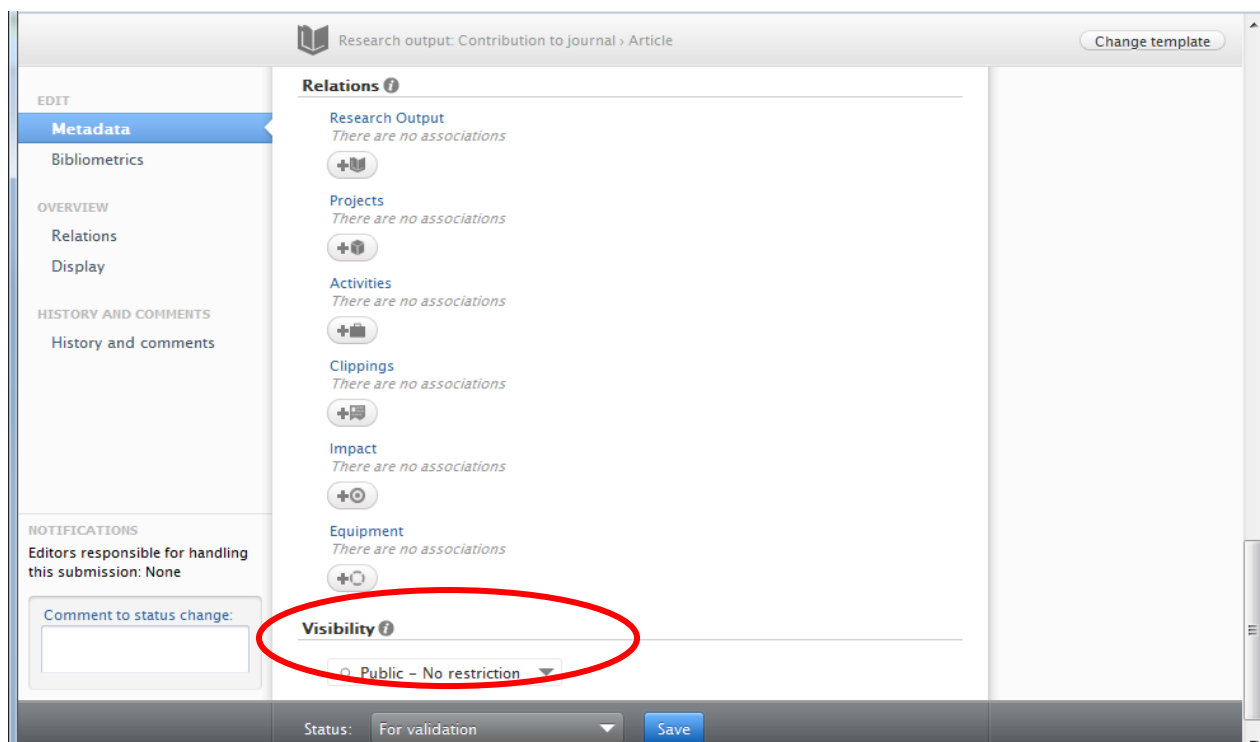 Research output: Contribution to journal › Article
Change template
EDIT
Metadata
Bibliometrics
OVERVIEW
Relations
Display
HISTORY AND COMMENTS
History and comments
NOTIFICATIONS
Editors responsible for handling
this submission: None
Comment to status change:
Relations
Research Output
There are no associations
Projects
There are no associations
Activities
There are no associations
Clippings
There are no associations
Impact
There are no associations
Equipment
There are no associations
Visibility
Public – No restriction
Status: For validation Save